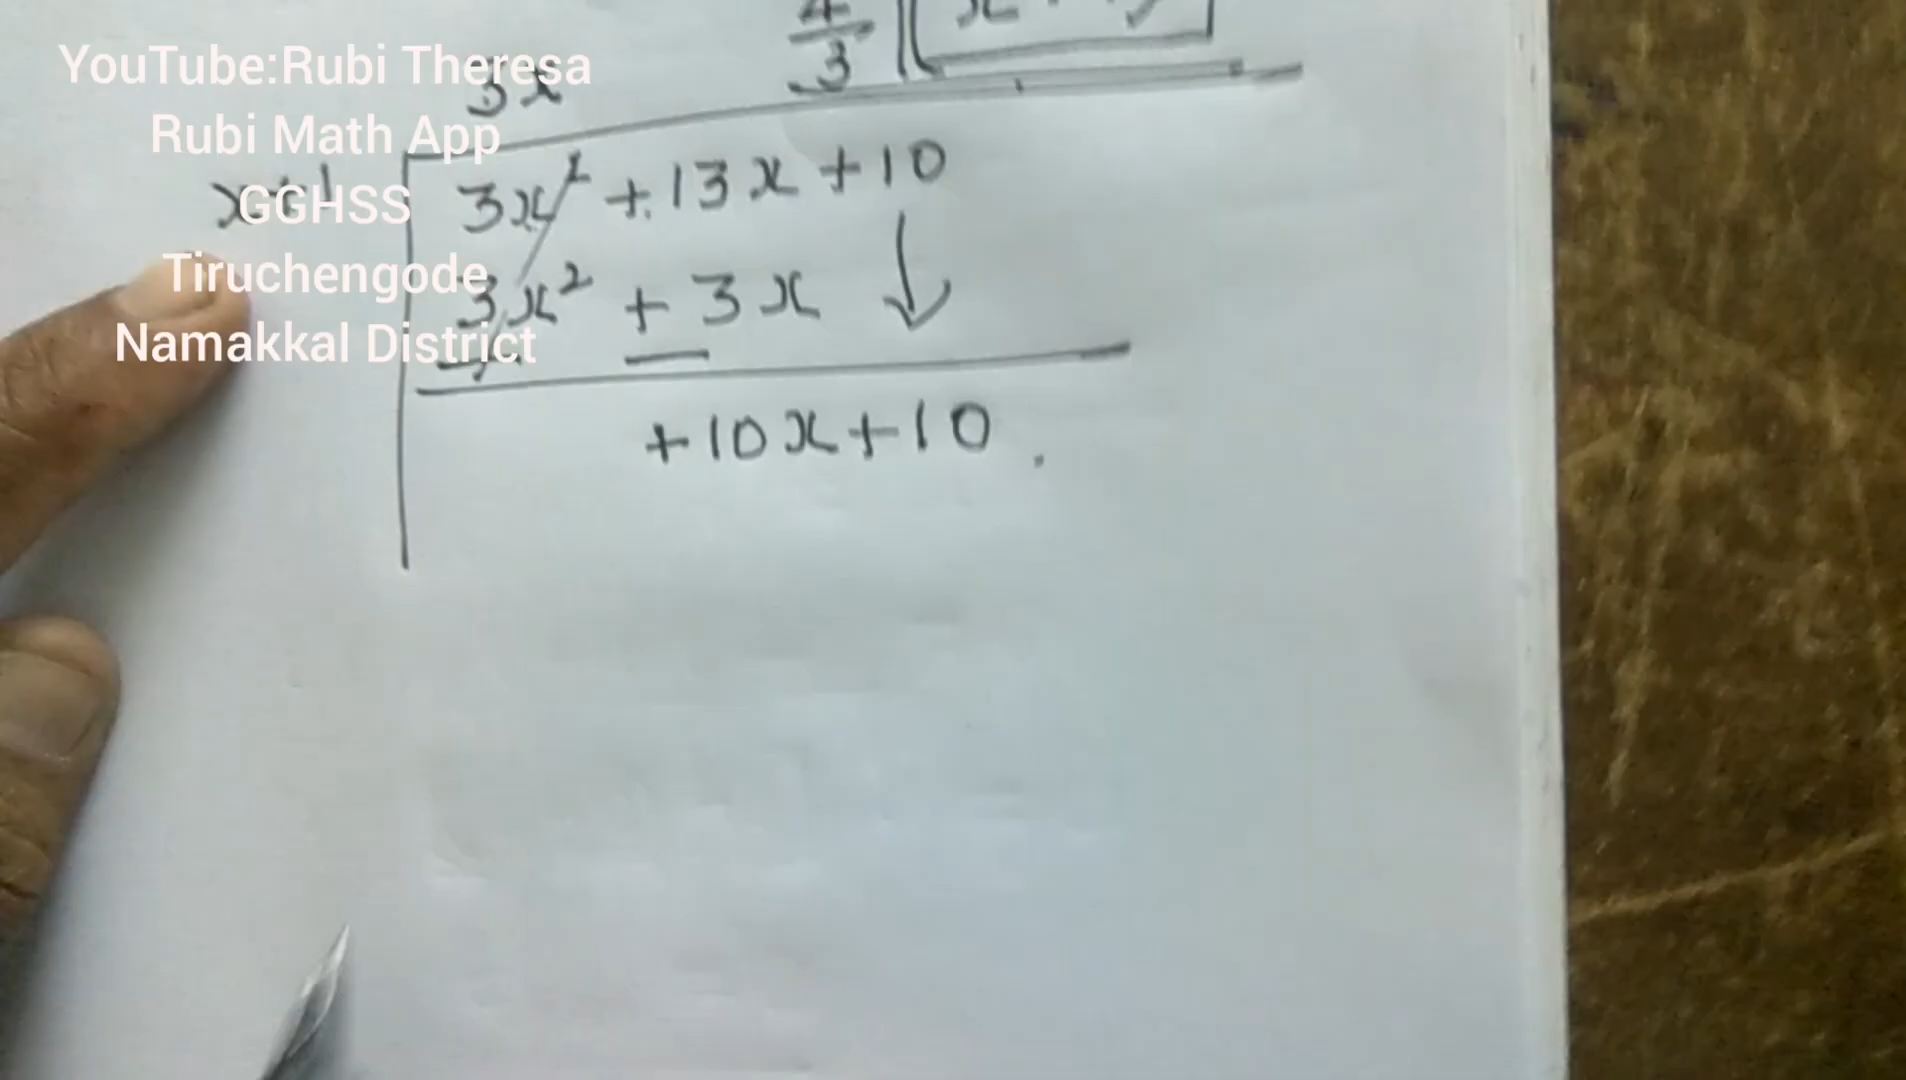 YouTube:Rubi Theresa
Rubi Math App
GGHSS
Tiruchengode
Namakkal District
4/3
3x
x+1
3x² + 13x + 10
3x² + 3x
+10x + 10